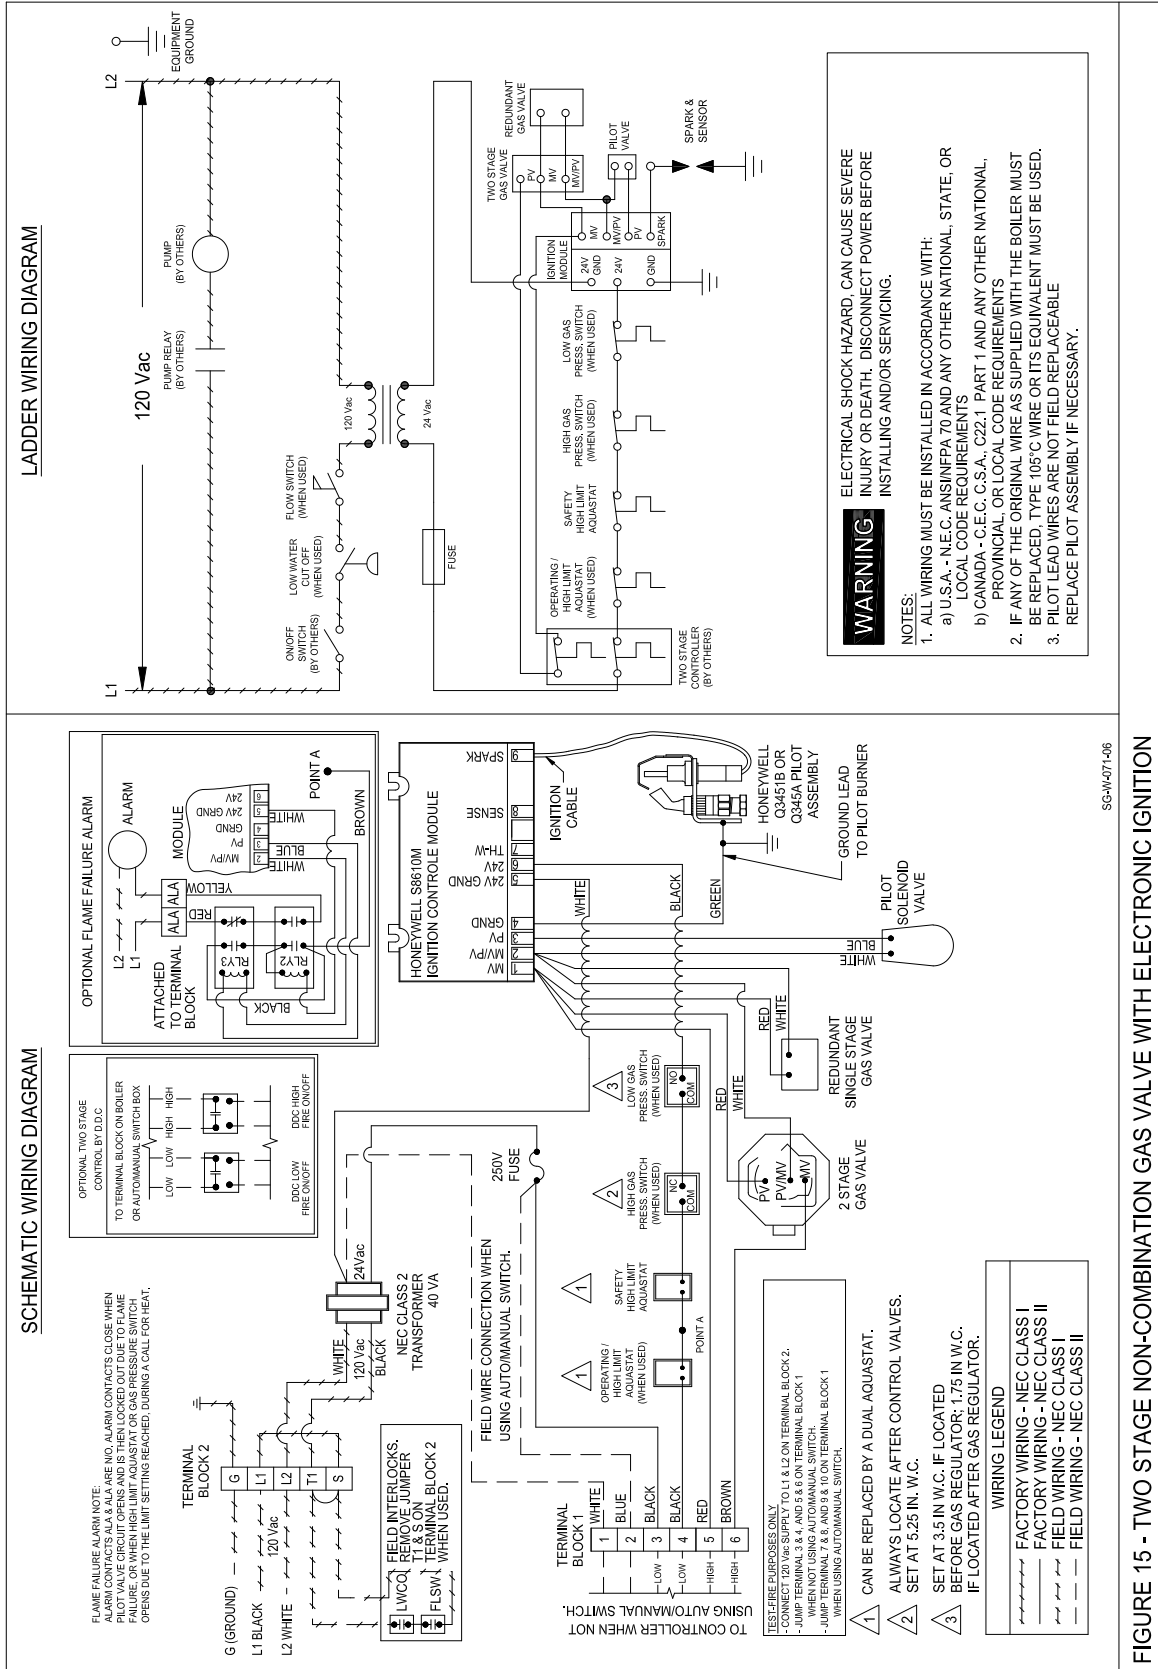 SCHEMATIC WIRING DIAGRAM
FLAME FAILURE ALARM NOTE:
ALARM CONTACTS ALA & ALA ARE N/O, ALARM CONTACTS CLOSE WHEN
PILOT VALVE CIRCUIT OPENS AND IS THEN LOCKED OUT DUE TO FLAME
FAILURE, OR WHEN HIGH LIMIT AQUASTAT OR GAS PRESSURE SWITCH
OPENS DUE TO THE LIMIT SETTING REACHED, DURING A CALL FOR HEAT,
OPTIONAL TWO STAGE
CONTROL BY D.D.C
TO TERMINAL BLOCK ON BOILER
OR AUTO/MANUAL SWITCH BOX
LOW
LOW
HIGH
HIGH
DDC LOW
FIRE ON/OFF
DDC HIGH
FIRE ON/OFF
OPTIONAL FLAME FAILURE ALARM
L2
L1
ALARM
ATTACHED
TO TERMINAL
BLOCK
ALA
ALA
RED
YELLOW
RLY3
RLY2
BLACK
MODULE
MV/PV
PV
GRND
24V GRND
24V
2
3
4
5
6
WHITE
BLUE
WHITE
BROWN
POINT A
TERMINAL
BLOCK 2
G
L1
L2
T1
S
G (GROUND)
L1 BLACK
120 Vac
L2 WHITE
WHITE
120 Vac
BLACK
24Vac
NEC CLASS 2
TRANSFORMER
40 VA
LWCO
FLSW
FIELD INTERLOCKS.
REMOVE JUMPER
T1 & S ON
TERMINAL BLOCK 2
WHEN USED.
FIELD WIRE CONNECTION WHEN
USING AUTO/MANUAL SWITCH.
250V
FUSE
HONEYWELL S8610M
IGNITION CONTROLE MODULE
MV
MV/PV
PV
GRND
24V GRND
24V
TH-W
SENSE
SPARK
1
2
3
4
5
6
7
8
9
WHITE
BLACK
GREEN
IGNITION
CABLE
HONEYWELL
Q3451B OR
Q345A PILOT
ASSEMBLY
GROUND LEAD
TO PILOT BURNER
TERMINAL
BLOCK 1
1
2
3
4
5
6
WHITE
BLUE
BLACK
BLACK
RED
BROWN
LOW
LOW
HIGH
HIGH
TO CONTROLLER WHEN NOT
USING AUTO/MANUAL SWITCH.
1
OPERATING /
HIGH LIMIT
AQUASTAT
(WHEN USED)
POINT A
1
SAFETY
HIGH LIMIT
AQUASTAT
2
HIGH GAS
PRESS. SWITCH
(WHEN USED)
NC
COM
3
LOW GAS
PRESS. SWITCH
(WHEN USED)
NO
COM
RED
WHITE
PV
PV/MV
MV
2 STAGE
GAS VALVE
RED
WHITE
REDUNDANT
SINGLE STAGE
GAS VALVE
WHITE
BLUE
PILOT
SOLENOID
VALVE
TEST-FIRE PURPOSES ONLY
- CONNECT 120 Vac SUPPLY TO L1 & L2 ON TERMINAL BLOCK 2.
- JUMP TERMINAL 3 & 4, AND 5 & 6 ON TERMINAL BLOCK 1
WHEN NOT USING AUTO/MANUAL SWITCH.
- JUMP TERMINAL 7 & 8, AND 9 & 10 ON TERMINAL BLOCK 1
WHEN USING AUTO/MANUAL SWITCH.
1
CAN BE REPLACED BY A DUAL AQUASTAT.
2
ALWAYS LOCATE AFTER CONTROL VALVES.
SET AT 5.25 IN. W.C.
3
SET AT 3.5 IN W.C. IF LOCATED
BEFORE GAS REGULATOR; 1.75 IN W.C.
IF LOCATED AFTER GAS REGULATOR.
WIRING LEGEND
FACTORY WIRING - NEC CLASS I
FACTORY WIRING - NEC CLASS II
FIELD WIRING - NEC CLASS I
FIELD WIRING - NEC CLASS II
SG-W-071-06
LADDER WIRING DIAGRAM
L1
L2
120 Vac
EQUIPMENT
GROUND
PUMP RELAY
(BY OTHERS)
PUMP
(BY OTHERS)
ON/OFF
SWITCH
(BY OTHERS)
LOW WATER
CUT OFF
(WHEN USED)
FLOW SWITCH
(WHEN USED)
120 Vac
24 Vac
FUSE
TWO STAGE
CONTROLLER
(BY OTHERS)
OPERATING /
HIGH LIMIT
AQUASTAT
(WHEN USED)
SAFETY
HIGH LIMIT
AQUASTAT
HIGH GAS
PRESS. SWITCH
(WHEN USED)
LOW GAS
PRESS. SWITCH
(WHEN USED)
IGNITION
MODULE
24V
GND
24V
GND
MV
MV/PV
PV
SPARK
TWO STAGE
GAS VALVE
PV
MV
MV/PV
REDUNDANT
GAS VALVE
PILOT
VALVE
SPARK &
SENSOR
WARNING
ELECTRICAL SHOCK HAZARD, CAN CAUSE SEVERE
INJURY OR DEATH. DISCONNECT POWER BEFORE
INSTALLING AND/OR SERVICING.
NOTES:
1. ALL WIRING MUST BE INSTALLED IN ACCORDANCE WITH:
a) U.S.A. - N.E.C. ANSI/NFPA 70 AND ANY OTHER NATIONAL, STATE, OR
LOCAL CODE REQUIREMENTS
b) CANADA - C.E.C. C.S.A., C22.1 PART 1 AND ANY OTHER NATIONAL,
PROVINCIAL, OR LOCAL CODE REQUIREMENTS
2. IF ANY OF THE ORIGINAL WIRE AS SUPPLIED WITH THE BOILER MUST
BE REPLACED, TYPE 105°C WIRE OR ITS EQUIVALENT MUST BE USED.
3. PILOT LEAD WIRES ARE NOT FIELD REPLACEABLE
REPLACE PILOT ASSEMBLY IF NECESSARY.
FIGURE 15 - TWO STAGE NON-COMBINATION GAS VALVE WITH ELECTRONIC IGNITION